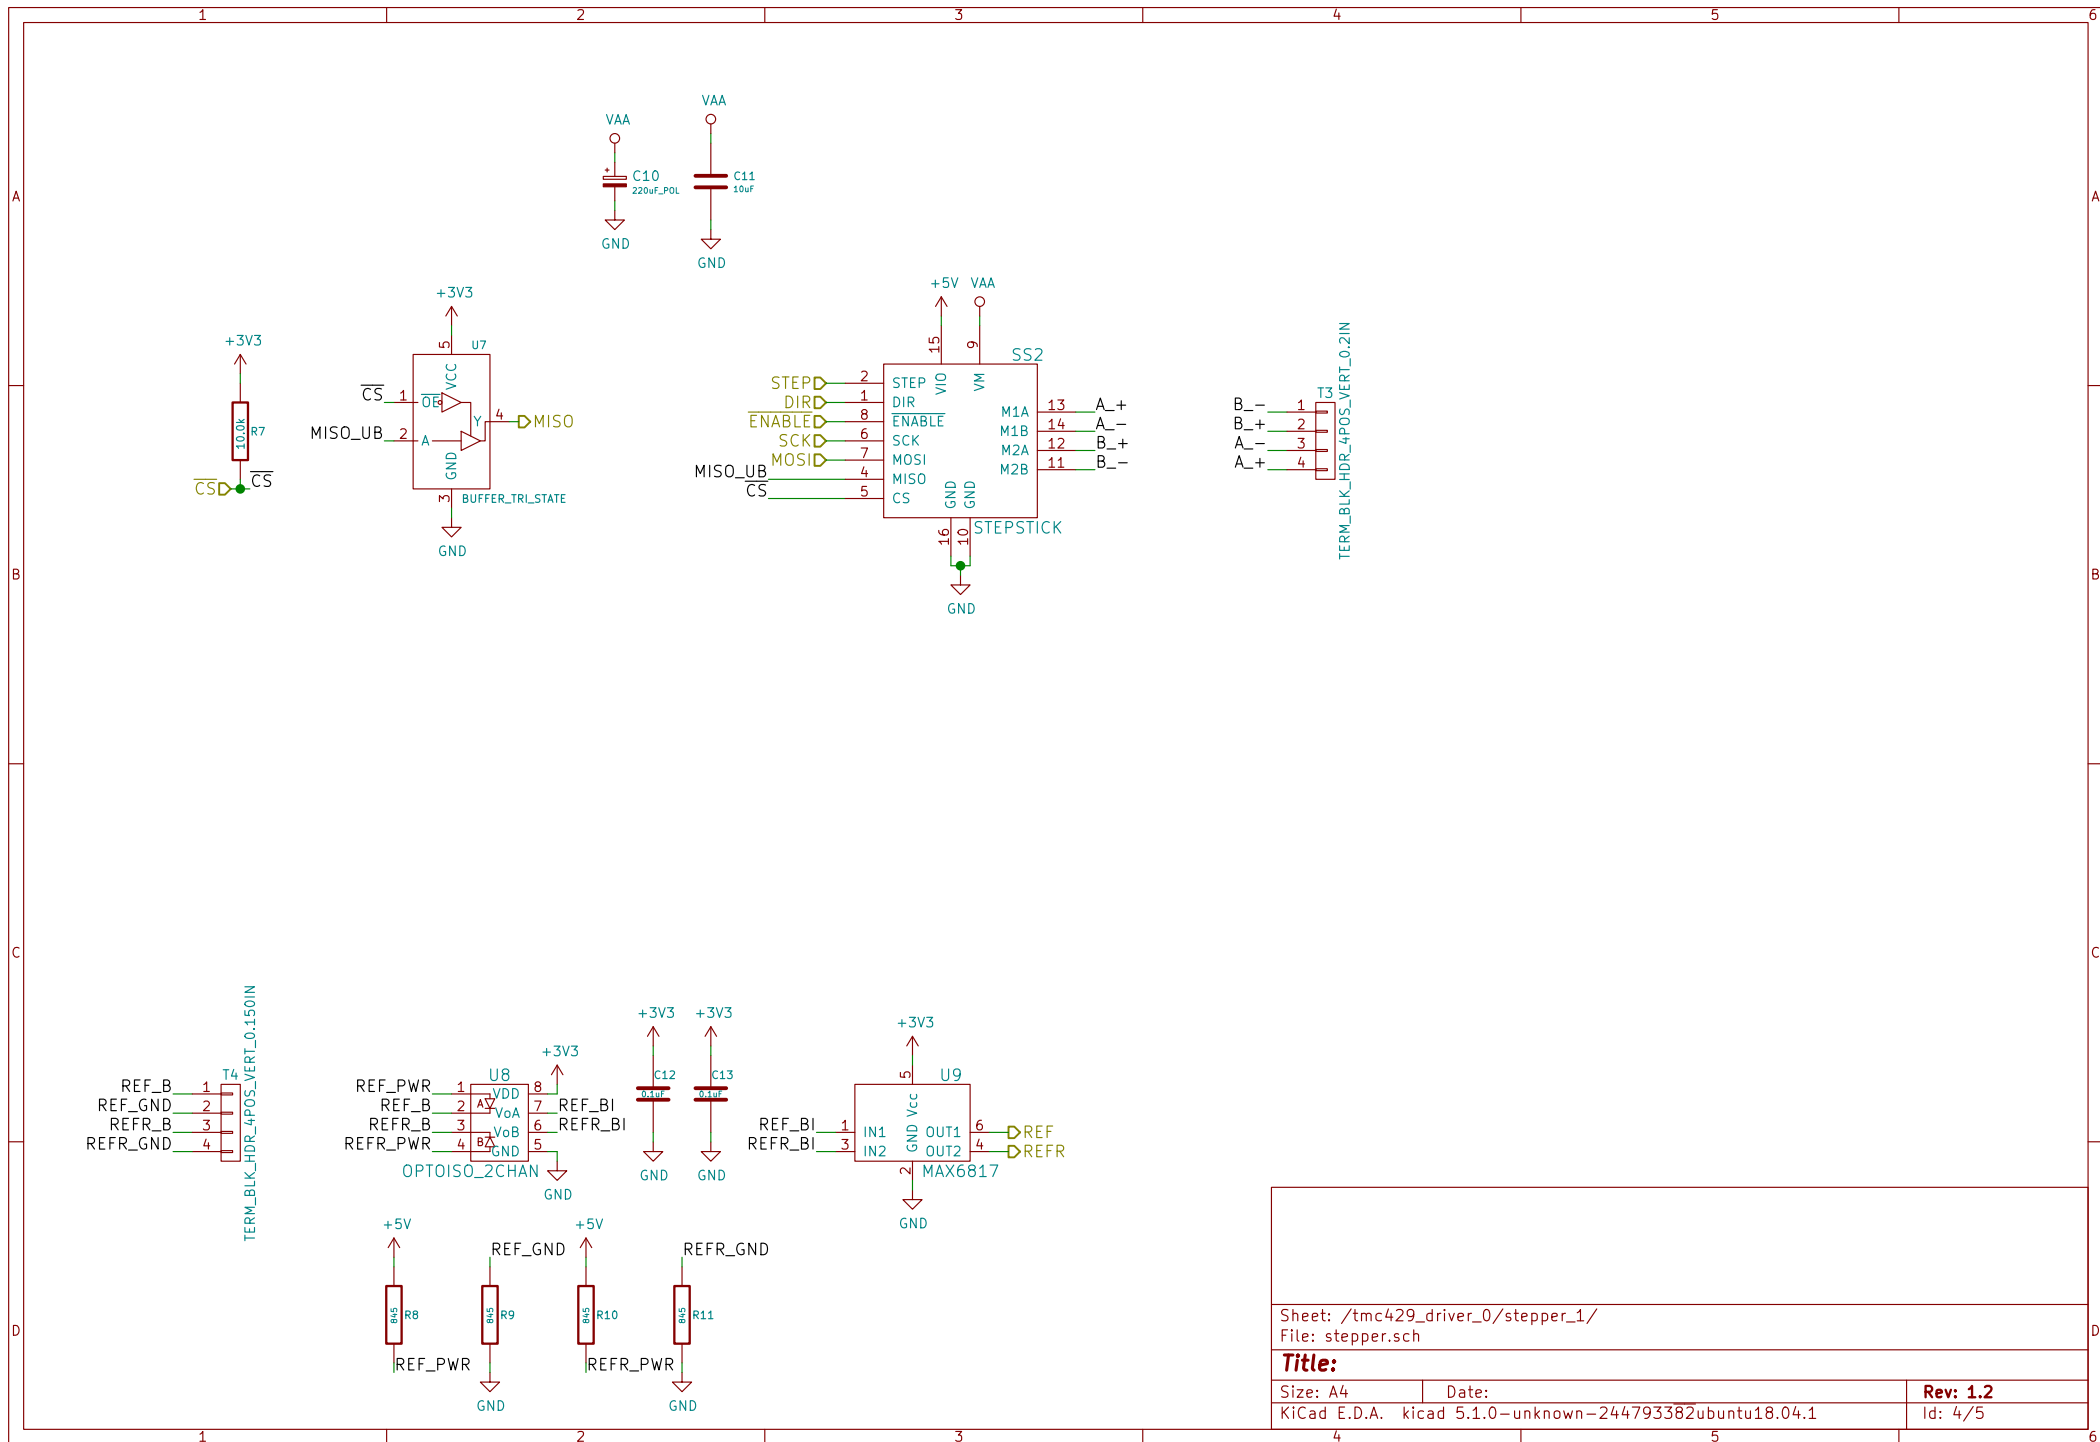 1 2 3 4 5 6
A A
B B
C C
D D
VAA
C10
220uF_POL
GND
VAA
C11
10uF
GND
+3V3
10.0k
R7
CS
CS
+3V3
5
U7
VCC
CS
1
OE
MISO_UB
2
A
Y
4
MISO
GND
3
BUFFER_TRI_STATE
GND
+5V
VAA
15
9
SS2
VIO
VM
STEP 2 STEP
DIR 1 DIR
ENABLE 8 ENABLE
SCK 6 SCK
MOSI 7 MOSI
MISO_UB 4 MISO
CS 5 CS
M1A 13 A_+
M1B 14 A_-
M2A 12 B_+
M2B 11 B_-
GND
GND
16
10
STEPSTICK
GND
T3
B_- 1
B_+ 2
A_- 3
A_+ 4
TERM_BLK_HDR_4POS_VERT_0.2IN
T4
REF_B 1
REF_GND 2
REFR_B 3
REFR_GND 4
TERM_BLK_HDR_4POS_VERT_0.150IN
+3V3
U8
REF_PWR 1 VDD 8
REF_B 2 A VoA 7 REF_BI
REFR_B 3 VoB 6 REFR_BI
REFR_PWR 4 B GND 5
OPTOISO_2CHAN
GND
+3V3
C12
0.1uF
GND
+3V3
C13
0.1uF
GND
+3V3
5
U9
Vcc
GND
REF_BI 1 IN1 OUT1 6 REF
REFR_BI 3 IN2 OUT2 4 REFR
2
MAX6817
GND
+5V
845
R8
REF_PWR
REF_GND
845
R9
GND
+5V
845
R10
REFR_PWR
REFR_GND
845
R11
GND
Sheet: /tmc429_driver_0/stepper_1/
File: stepper.sch
Title:
Size: A4 Date: Rev: 1.2
KiCad E.D.A. kicad 5.1.0-unknown-244793382ubuntu18.04.1 Id: 4/5
1 2 3 4 5 6